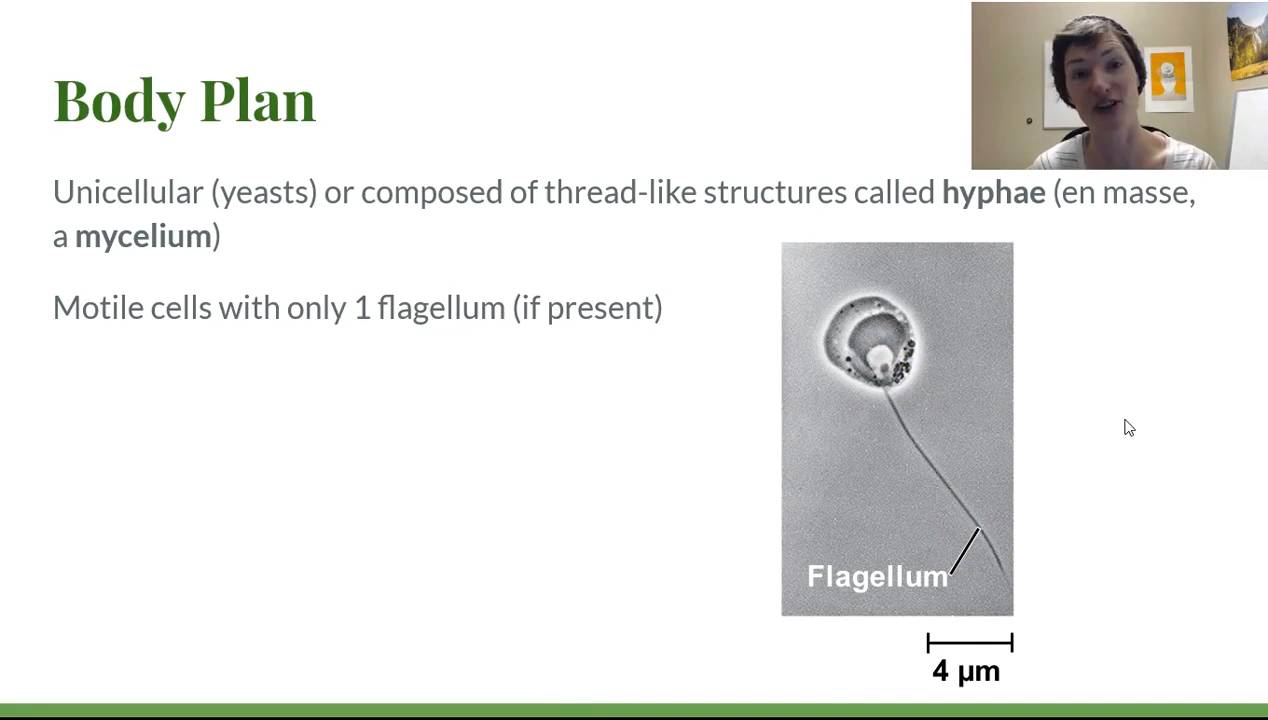 Body Plan
Unicellular (yeasts) or composed of thread-like structures called hyphae (en masse,
a mycelium)
Motile cells with only 1 flagellum (if present)
Flagellum
4 µm